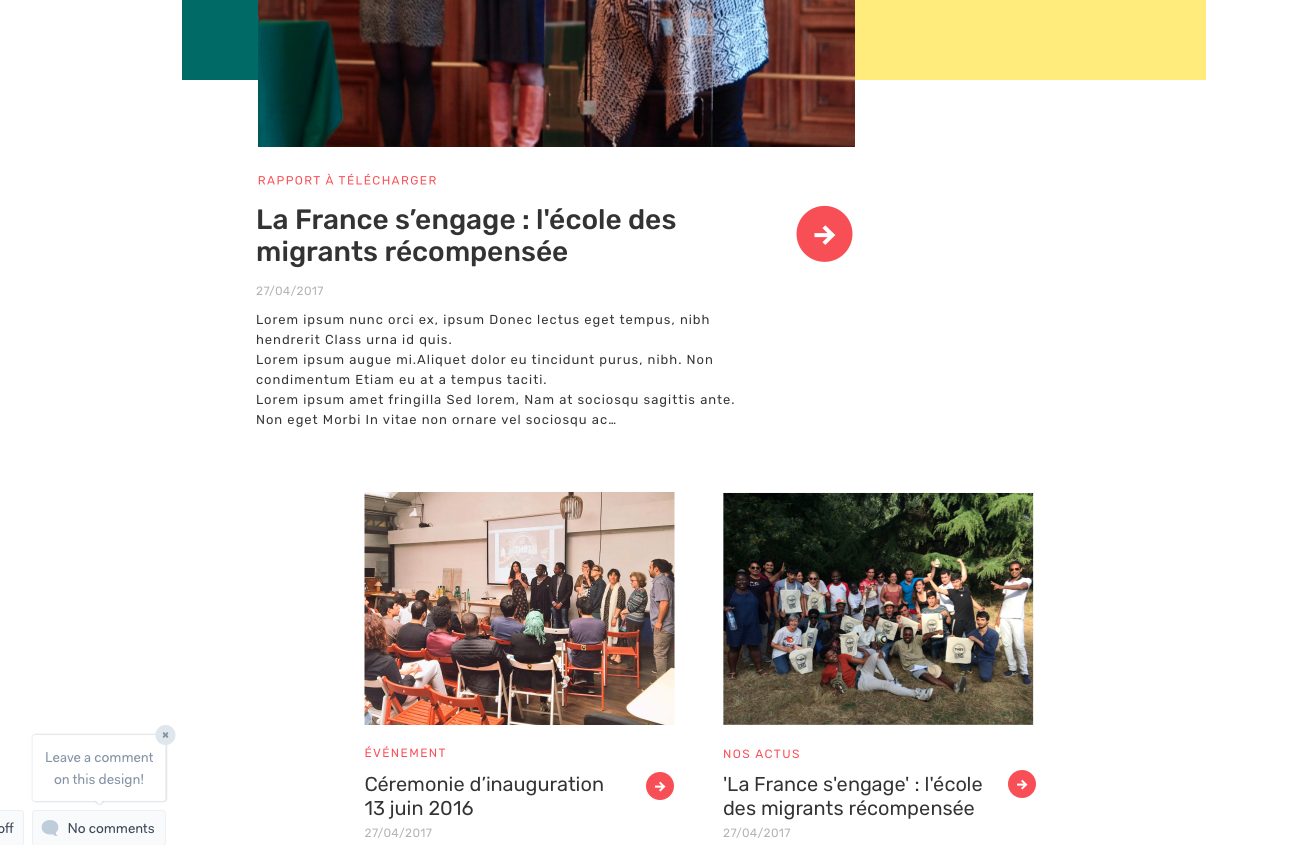 RAPPORT À TÉLÉCHARGER
La France s’engage : l'école des
migrants récompensée
27/04/2017
Lorem ipsum nunc orci ex, ipsum Donec lectus eget tempus, nibh
hendrerit Class urna id quis.
Lorem ipsum augue mi.Aliquet dolor eu tincidunt purus, nibh. Non
condimentum Etiam eu at a tempus taciti.
Lorem ipsum amet fringilla Sed lorem, Nam at sociosqu sagittis ante.
Non eget Morbi In vitae non ornare vel sociosqu ac…
ÉVÉNEMENT
Céremonie d’inauguration
13 juin 2016
27/04/2017
NOS ACTUS
'La France s'engage' : l'école
des migrants récompensée
27/04/2017
Leave a comment
on this design!
off
No comments